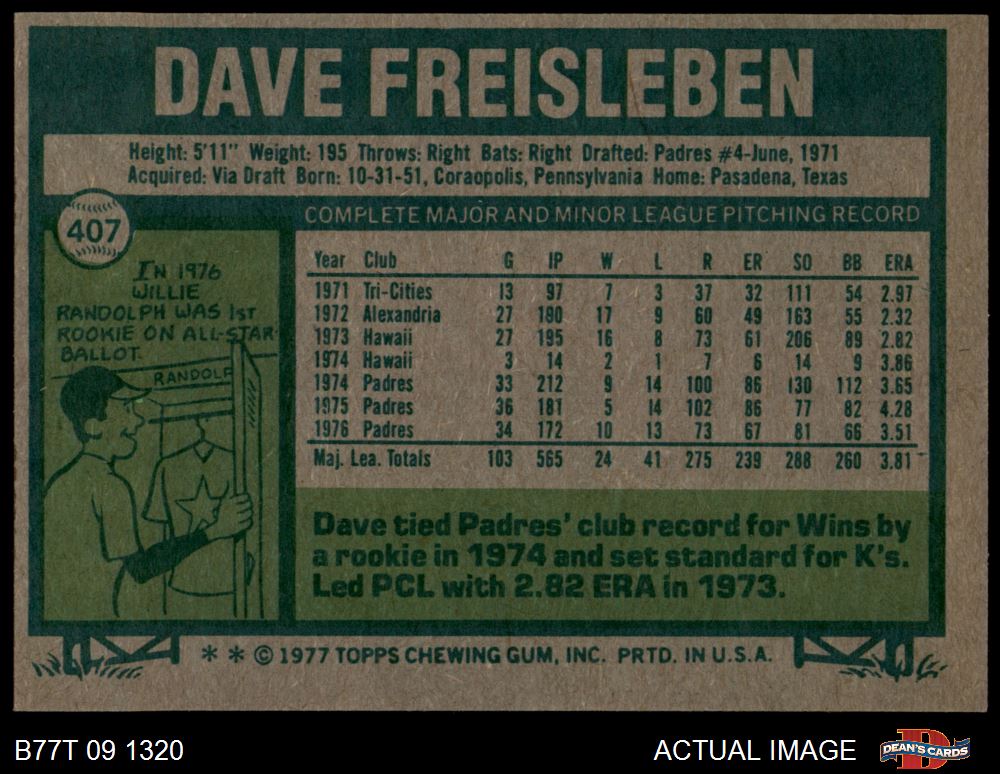 DAVE FREISLEBEN
Height: 5'11" Weight: 195 Throws: Right Bats: Right Drafted: Padres #4-June, 1971
Acquired: Via Draft Born: 10-31-51, Coraopolis, Pennsylvania Home: Pasadena, Texas
407
IN 1976
WILLIE
RANDOLPH WAS 1ST
ROOKIE ON ALL-STAR
BALLOT.
RANDOLP
COMPLETE MAJOR AND MINOR LEAGUE PITCHING RECORD
Year Club G IP W L R ER SO BB ERA
1971 Tri-Cities 13 97 7 3 37 32 111 54 2.97
1972 Alexandria 27 190 17 9 60 49 163 55 2.32
1973 Hawaii 27 195 16 8 73 61 206 89 2.82
1974 Hawaii 3 14 2 1 7 6 14 9 3.86
1974 Padres 33 212 9 14 100 86 130 112 3.65
1975 Padres 36 181 5 14 102 86 77 82 4.28
1976 Padres 34 172 10 13 73 67 81 66 3.51
Maj. Lea. Totals 103 565 24 41 275 239 288 260 3.81
Dave tied Padres' club record for Wins by
a rookie in 1974 and set standard for K's.
Led PCL with 2.82 ERA in 1973.
* * © 1977 TOPPS CHEWING GUM, INC. PRTD. IN U.S.A.
B77T 09 1320
ACTUAL IMAGE
DEAN'S CARDS